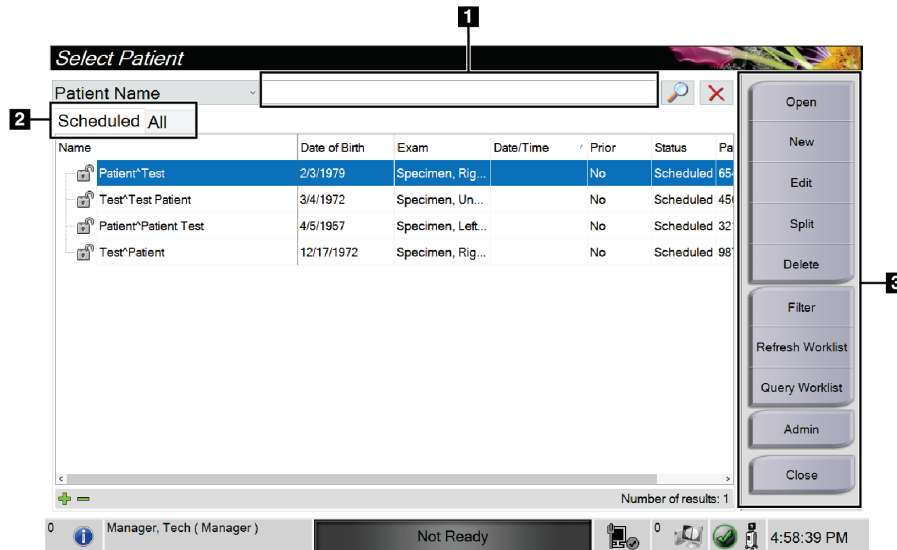 1
Select Patient
Patient Name
2
Scheduled All
Name Date of Birth Exam Date/Time Prior Status Pa
Patient^Test 2/3/1979 Specimen, Rig... No Scheduled 654
Test^Test Patient 3/4/1972 Specimen, Un... No Scheduled 456
Patient^Patient Test 4/5/1957 Specimen, Left... No Scheduled 32
Test^Patient 12/17/1972 Specimen, Rig... No Scheduled 98
Number of results: 1
Open
New
Edit
Split
Delete
3
Filter
Refresh Worklist
Query Worklist
Admin
Close
0 Manager, Tech ( Manager ) Not Ready 0 4:58:39 PM